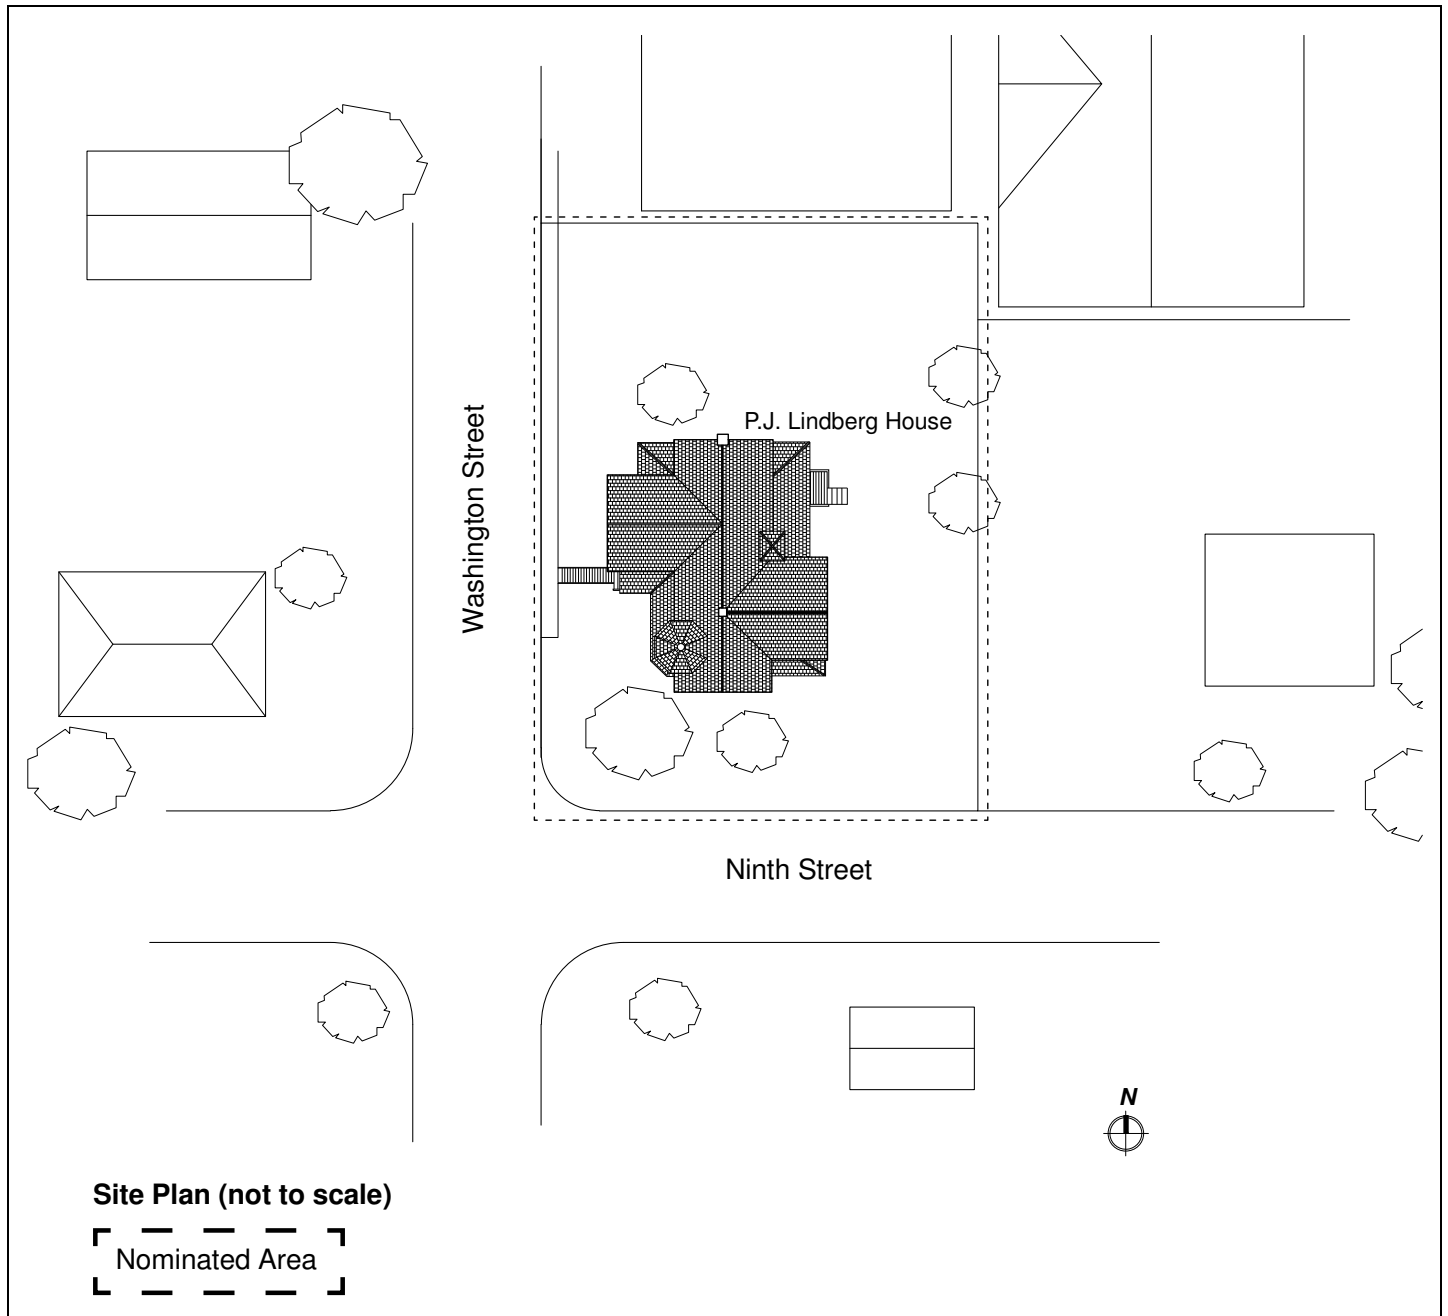 P.J. Lindberg House
Washington Street
Ninth Street
N
Site Plan (not to scale)
Nominated Area